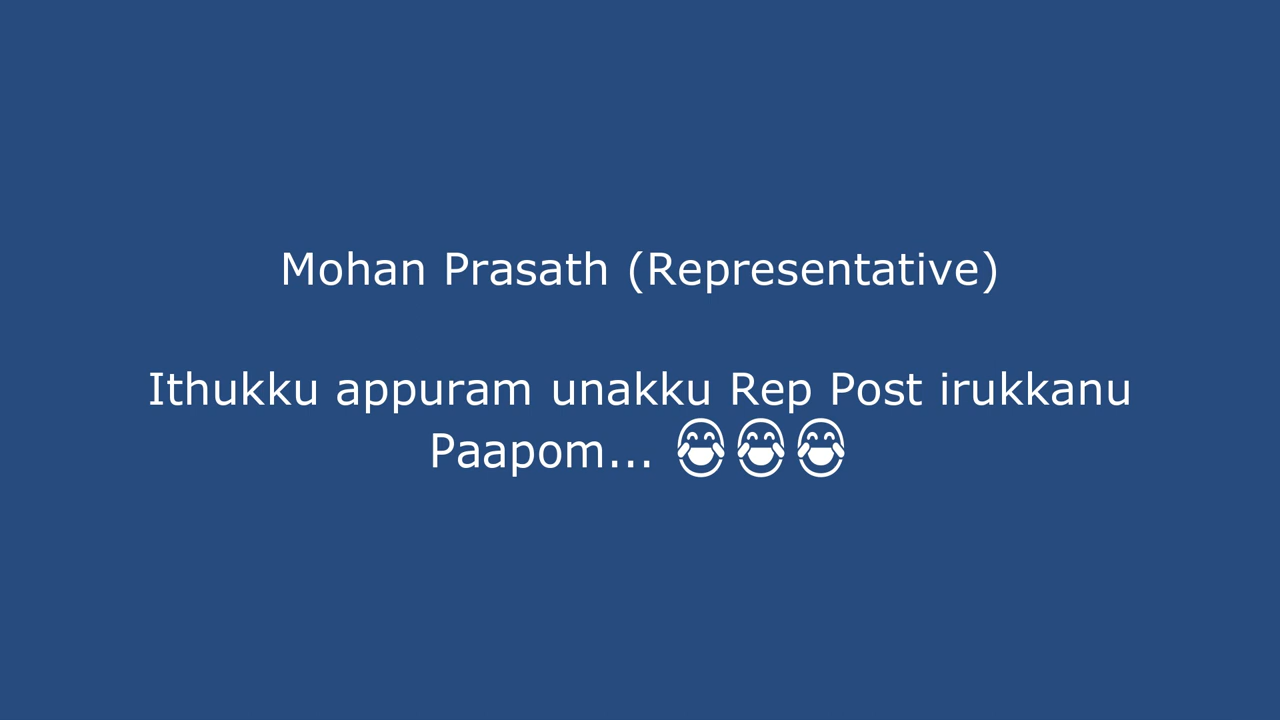 Mohan Prasath (Representative)
Ithukku appuram unakku Rep Post irukkanu
Paapom... 😂😂😂